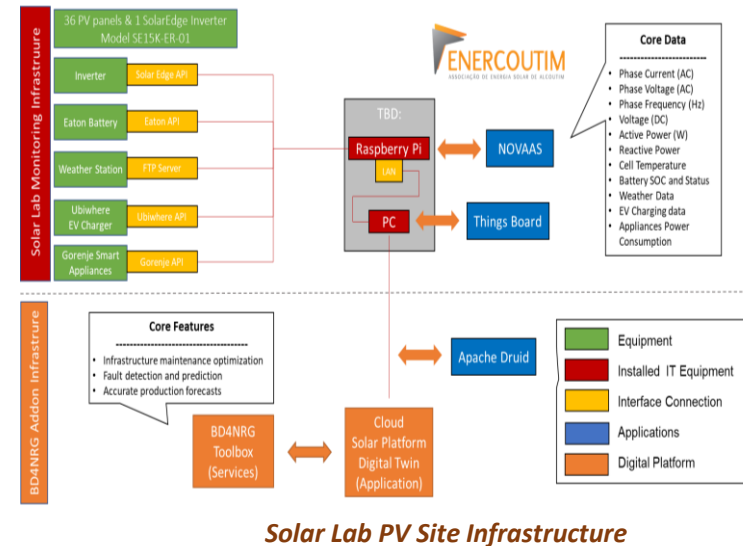 36 PV panels & 1 SolarEdge Inverter
Model SE15K-ER-01
Solar Lab Monitoring Infrastruure
Inverter
Solar Edge API
Eaton Battery
Eaton API
Weather Station
FTP Server
Ubiwhere
EV Charger
Ubiwhere API
Gorenje Smart
Appliances
Gorenje API
ENERCOUTIM
ASSOCIAÇÃO DE ENERGIA SOLAR DE ALCOUTIM
TBD:
Raspberry Pi
LAN
PC
NOVAAS
Things Board
Core Data
--------------------
• Phase Current (AC)
• Phase Voltage (AC)
• Phase Frequency (Hz)
• Voltage (DC)
• Active Power (W)
• Reactive Power
• Cell Temperature
• Battery SOC and Status
• Weather Data
• EV Charging data
• Appliances Power
Consumption
BD4NRG Addon Infrastrure
Core Features
------------------------------------
• Infrastructure maintenance optimization
• Fault detection and prediction
• Accurate production forecasts
Apache Druid
BD4NRG
Toolbox
(Services)
Cloud
Solar Platform
Digital Twin
(Application)
Equipment
Installed IT Equipment
Interface Connection
Applications
Digital Platform
Solar Lab PV Site Infrastructure